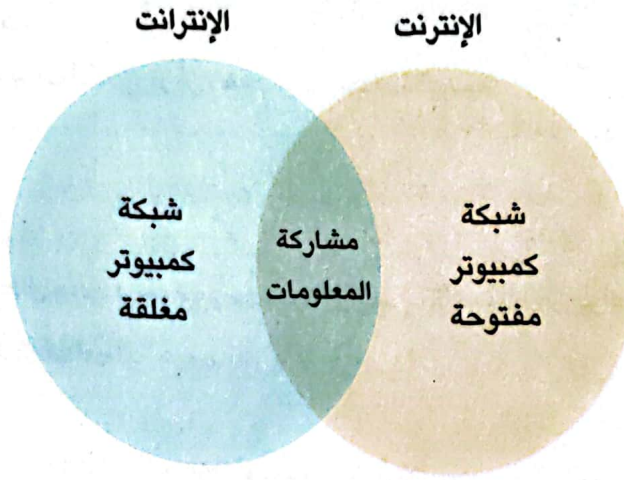 الإنترنت
الإنترانت
شبكة
كمبيوتر
مفتوحة
مشاركة
المعلومات
شبكة
كمبيوتر
مغلقة